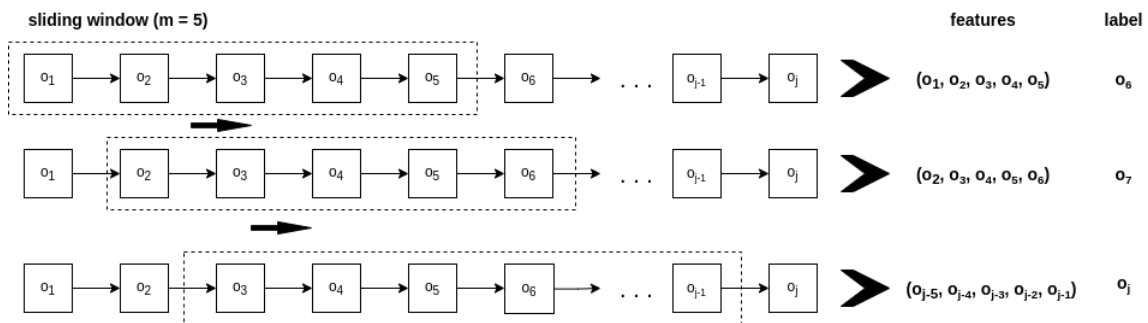 sliding window (m = 5) features label
o1 o2 o3 o4 o5 o6 . . . oj-1 oj (o1, o2, o3, o4, o5) o6
o1 o2 o3 o4 o5 o6 . . . oj-1 oj (o2, o3, o4, o5, o6) o7
o1 o2 o3 o4 o5 o6 . . . oj-1 oj (oj-5, oj-4, oj-3, oj-2, oj-1) oj